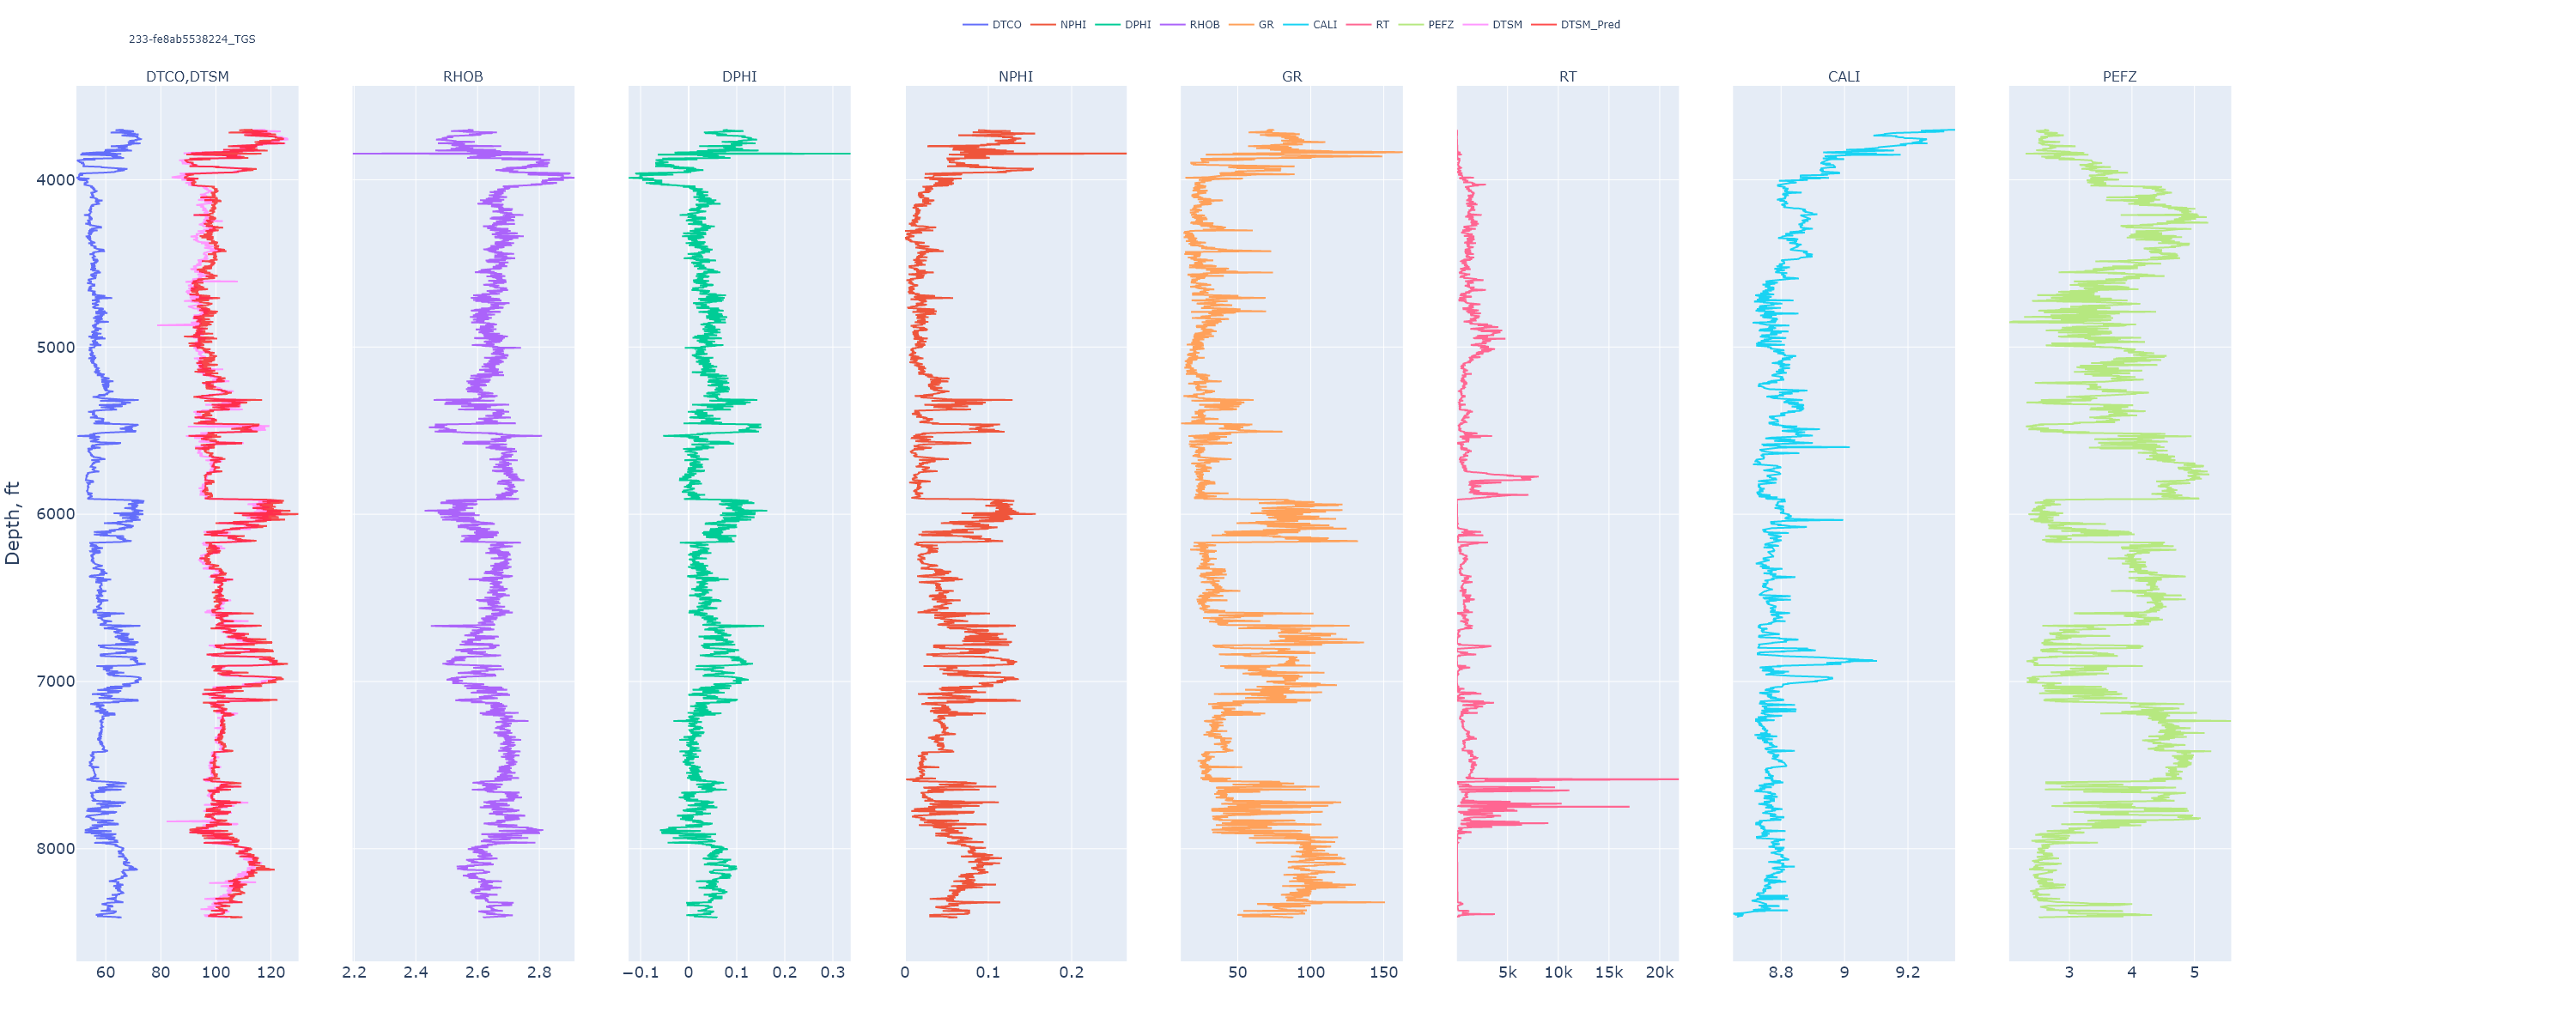 DTCO NPHI DPHI RHOB GR CALI RT PEFZ DTSM DTSM_Pred
233-fe8ab5538224_TGS
DTCO,DTSM RHOB DPHI NPHI GR RT CALI PEFZ
4000
5000
6000
7000
8000
Depth, ft
60 80 100 120 2.2 2.4 2.6 2.8 −0.1 0 0.1 0.2 0.3 0 0.1 0.2 50 100 150 5k 10k 15k 20k 8.8 9 9.2 3 4 5